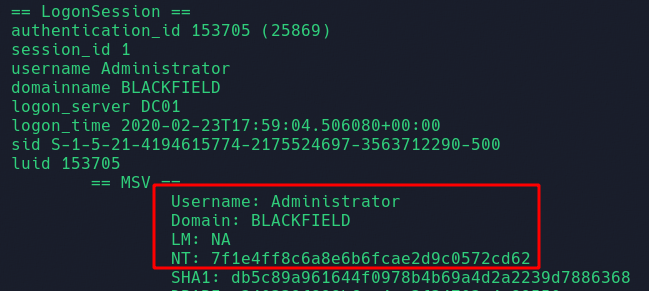 == LogonSession ==
authentication_id 153705 (25869)
session_id 1
username Administrator
domainname BLACKFIELD
logon_server DC01
logon_time 2020-02-23T17:59:04.506080+00:00
sid S-1-5-21-4194615774-2175524697-3563712290-500
luid 153705
== MSV ==
Username: Administrator
Domain: BLACKFIELD
LM: NA
NT: 7f1e4ff8c6a8e6b6fcae2d9c0572cd62
SHA1: db5c89a961644f0978b4b69a4d2a2239d7886368